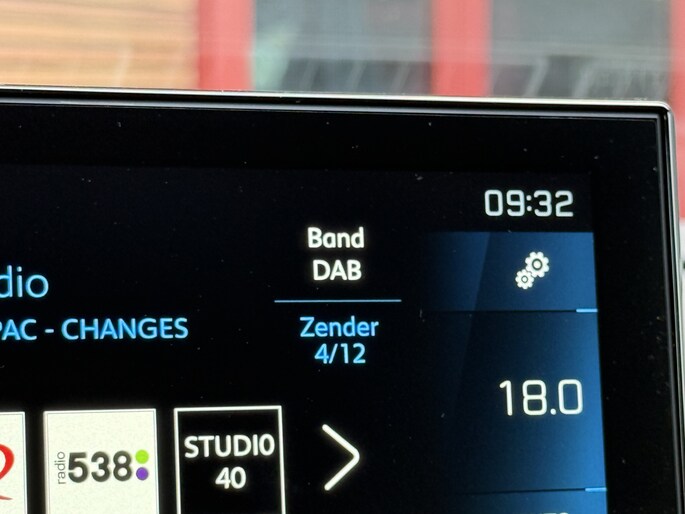 09:32
Band
DAB
dio
PAC - CHANGES
Zender
4/12
18.0
radio 538
STUDIO
40